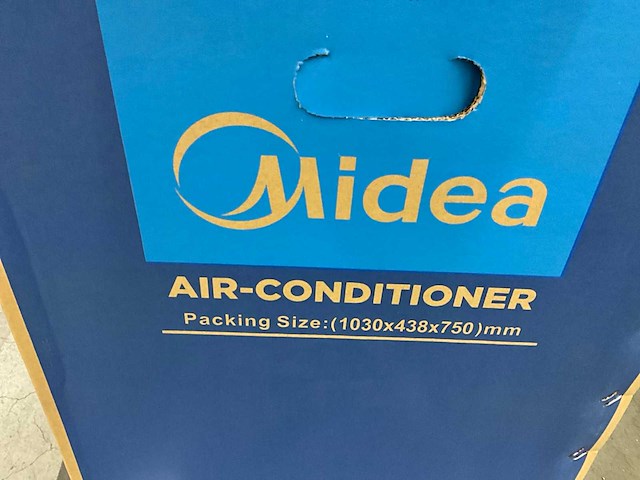 Midea
AIR-CONDITIONER
Packing Size:(1030x438x750)mm